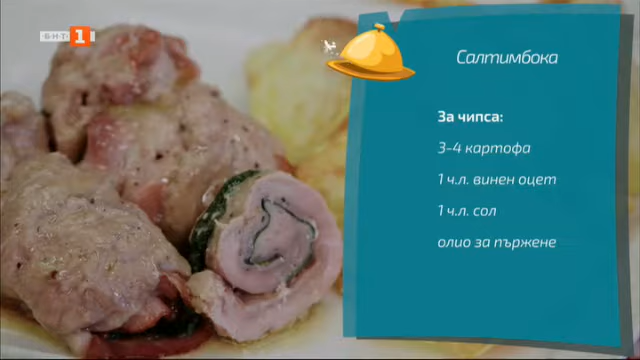 БНТ 1
Салтимбока
За чипса:
3-4 картофа
1 ч.л. винен оцет
1 ч.л. сол
олио за пържене